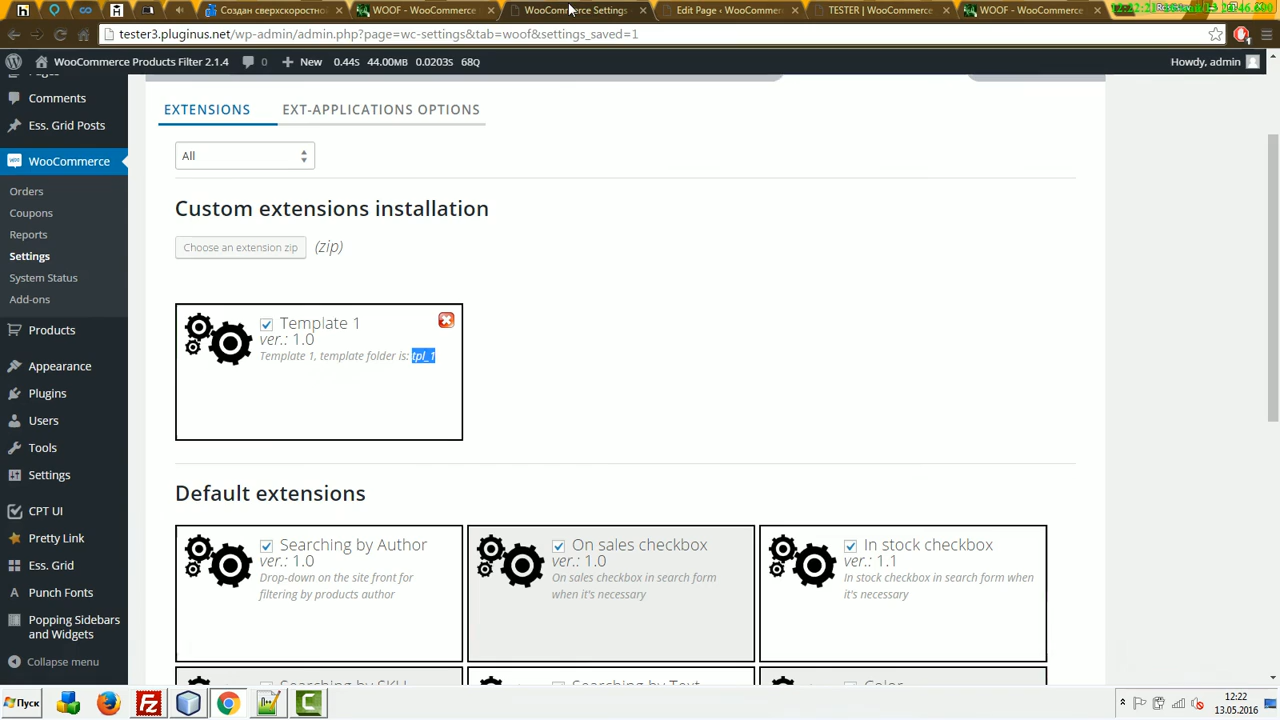 Создан сверхскоростно
WOOF - WooCommerce
WooCommerce Settings
Edit Page ‹ WooCommerc
TESTER | WooCommerce
WOOF - WooCommerce
tester3.pluginus.net/wp-admin/admin.php?page=wc-settings&tab=woof&settings_saved=1
WooCommerce Products Filter 2.1.4 0 New 0.44S 44.00MB 0.0203S 68Q Howdy, admin
Comments
Ess. Grid Posts
WooCommerce
Orders
Coupons
Reports
Settings
System Status
Add-ons
Products
Appearance
Plugins
Users
Tools
Settings
CPT UI
Pretty Link
Ess. Grid
Punch Fonts
Popping Sidebars
and Widgets
Collapse menu
EXTENSIONS EXT-APPLICATIONS OPTIONS
All
Custom extensions installation
Choose an extension zip (zip)
Template 1
ver.: 1.0
Template 1, template folder is: tpl_1
Default extensions
Searching by Author
ver.: 1.0
Drop-down on the site front for
filtering by products author
On sales checkbox
ver.: 1.0
On sales checkbox in search form
when it's necessary
In stock checkbox
ver.: 1.1
In stock checkbox in search form when
it's necessary
Searching by SKU
Searching by Text
Color
Пуск
12:22
13.05.2016